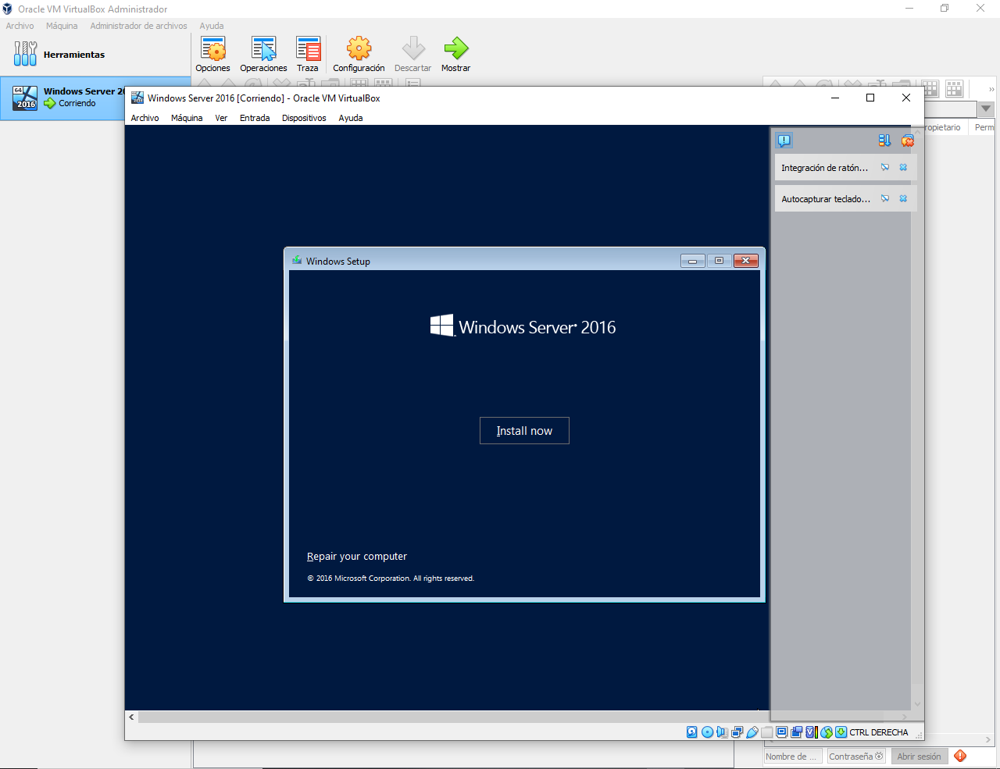 Oracle VM VirtualBox Administrador
Archivo Máquina Administrador de archivos Ayuda
Herramientas
Opciones Operaciones Traza Configuración Descartar Mostrar
64
2016
Windows Server 20
Corriendo
Windows Server 2016 [Corriendo] - Oracle VM VirtualBox
Archivo Máquina Ver Entrada Dispositivos Ayuda
ropietario Perm
Integración de ratón...
Autocapturar teclado...
Windows Setup
Windows Server® 2016
Install now
Repair your computer
© 2016 Microsoft Corporation. All rights reserved.
CTRL DERECHA
Nombre de ... Contraseña Abrir sesión